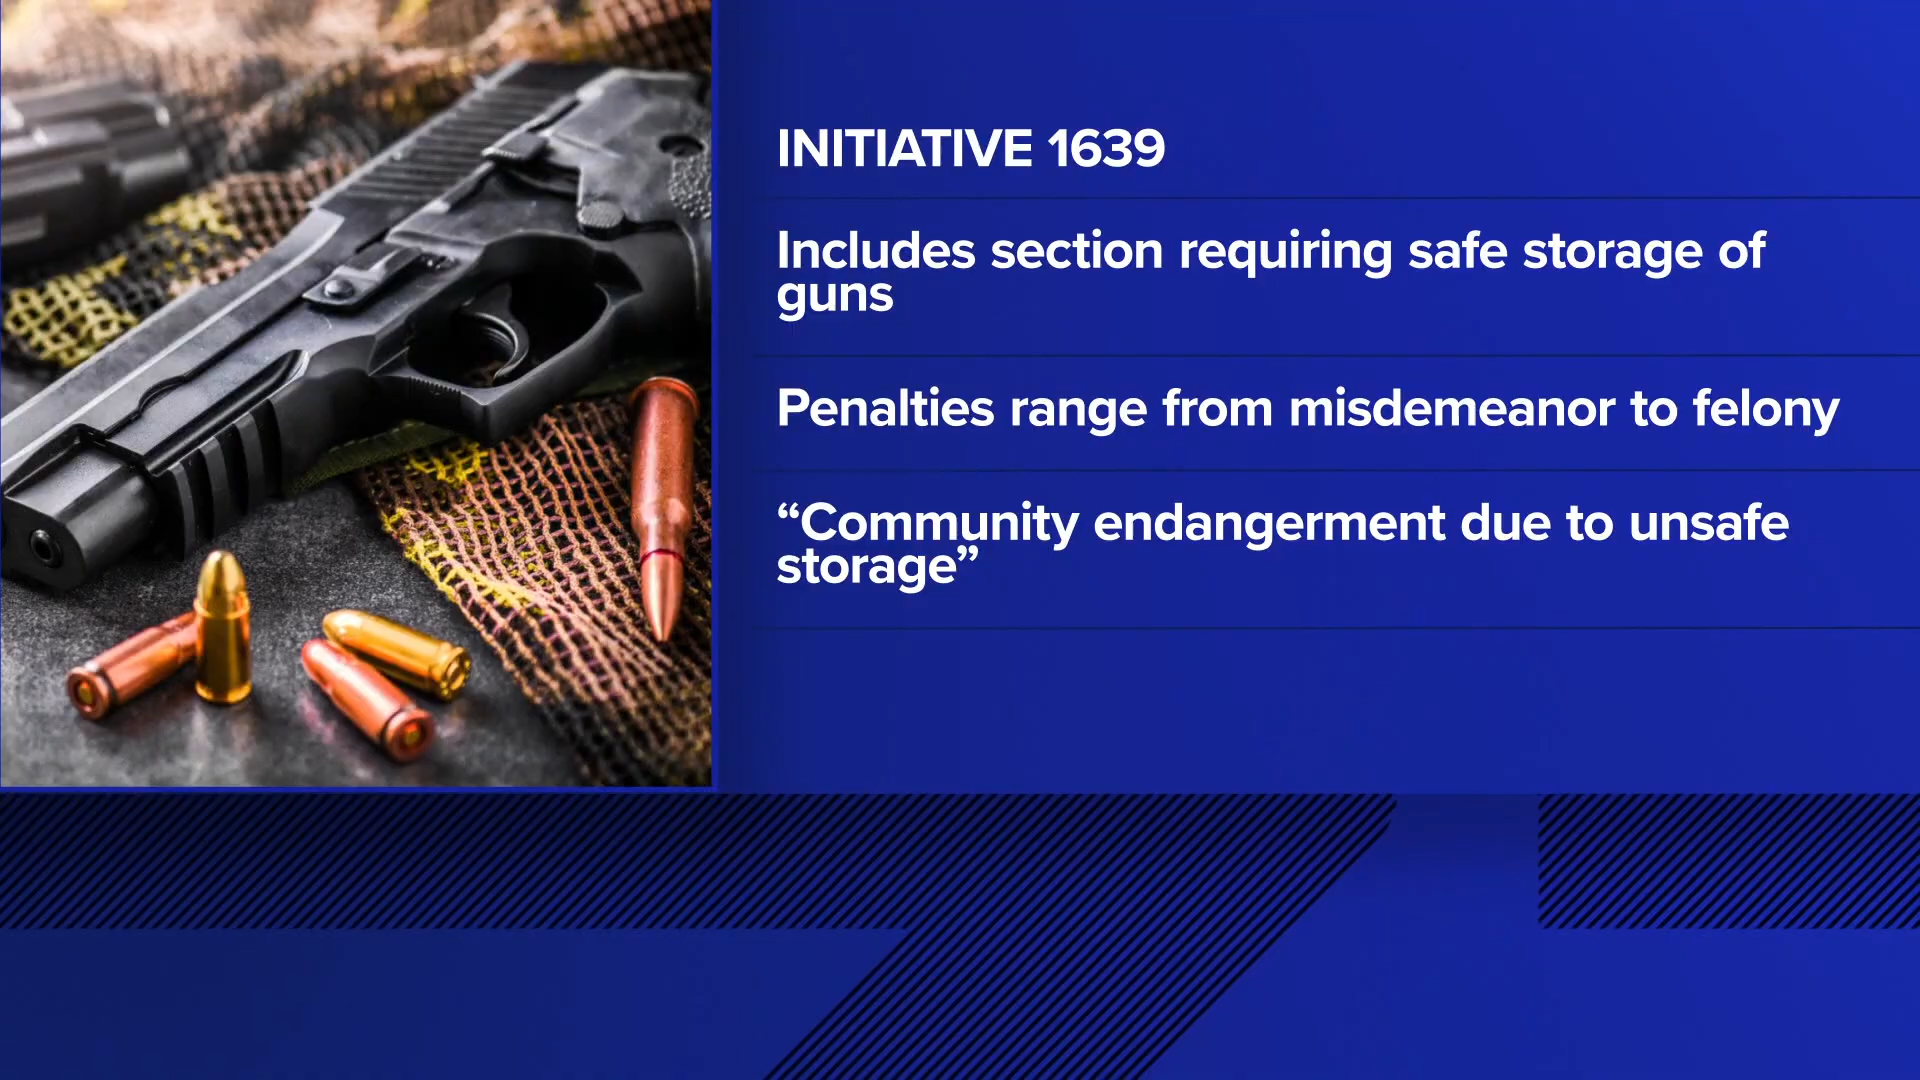 INITIATIVE 1639
Includes section requiring safe storage of
guns
Penalties range from misdemeanor to felony
“Community endangerment due to unsafe
storage”